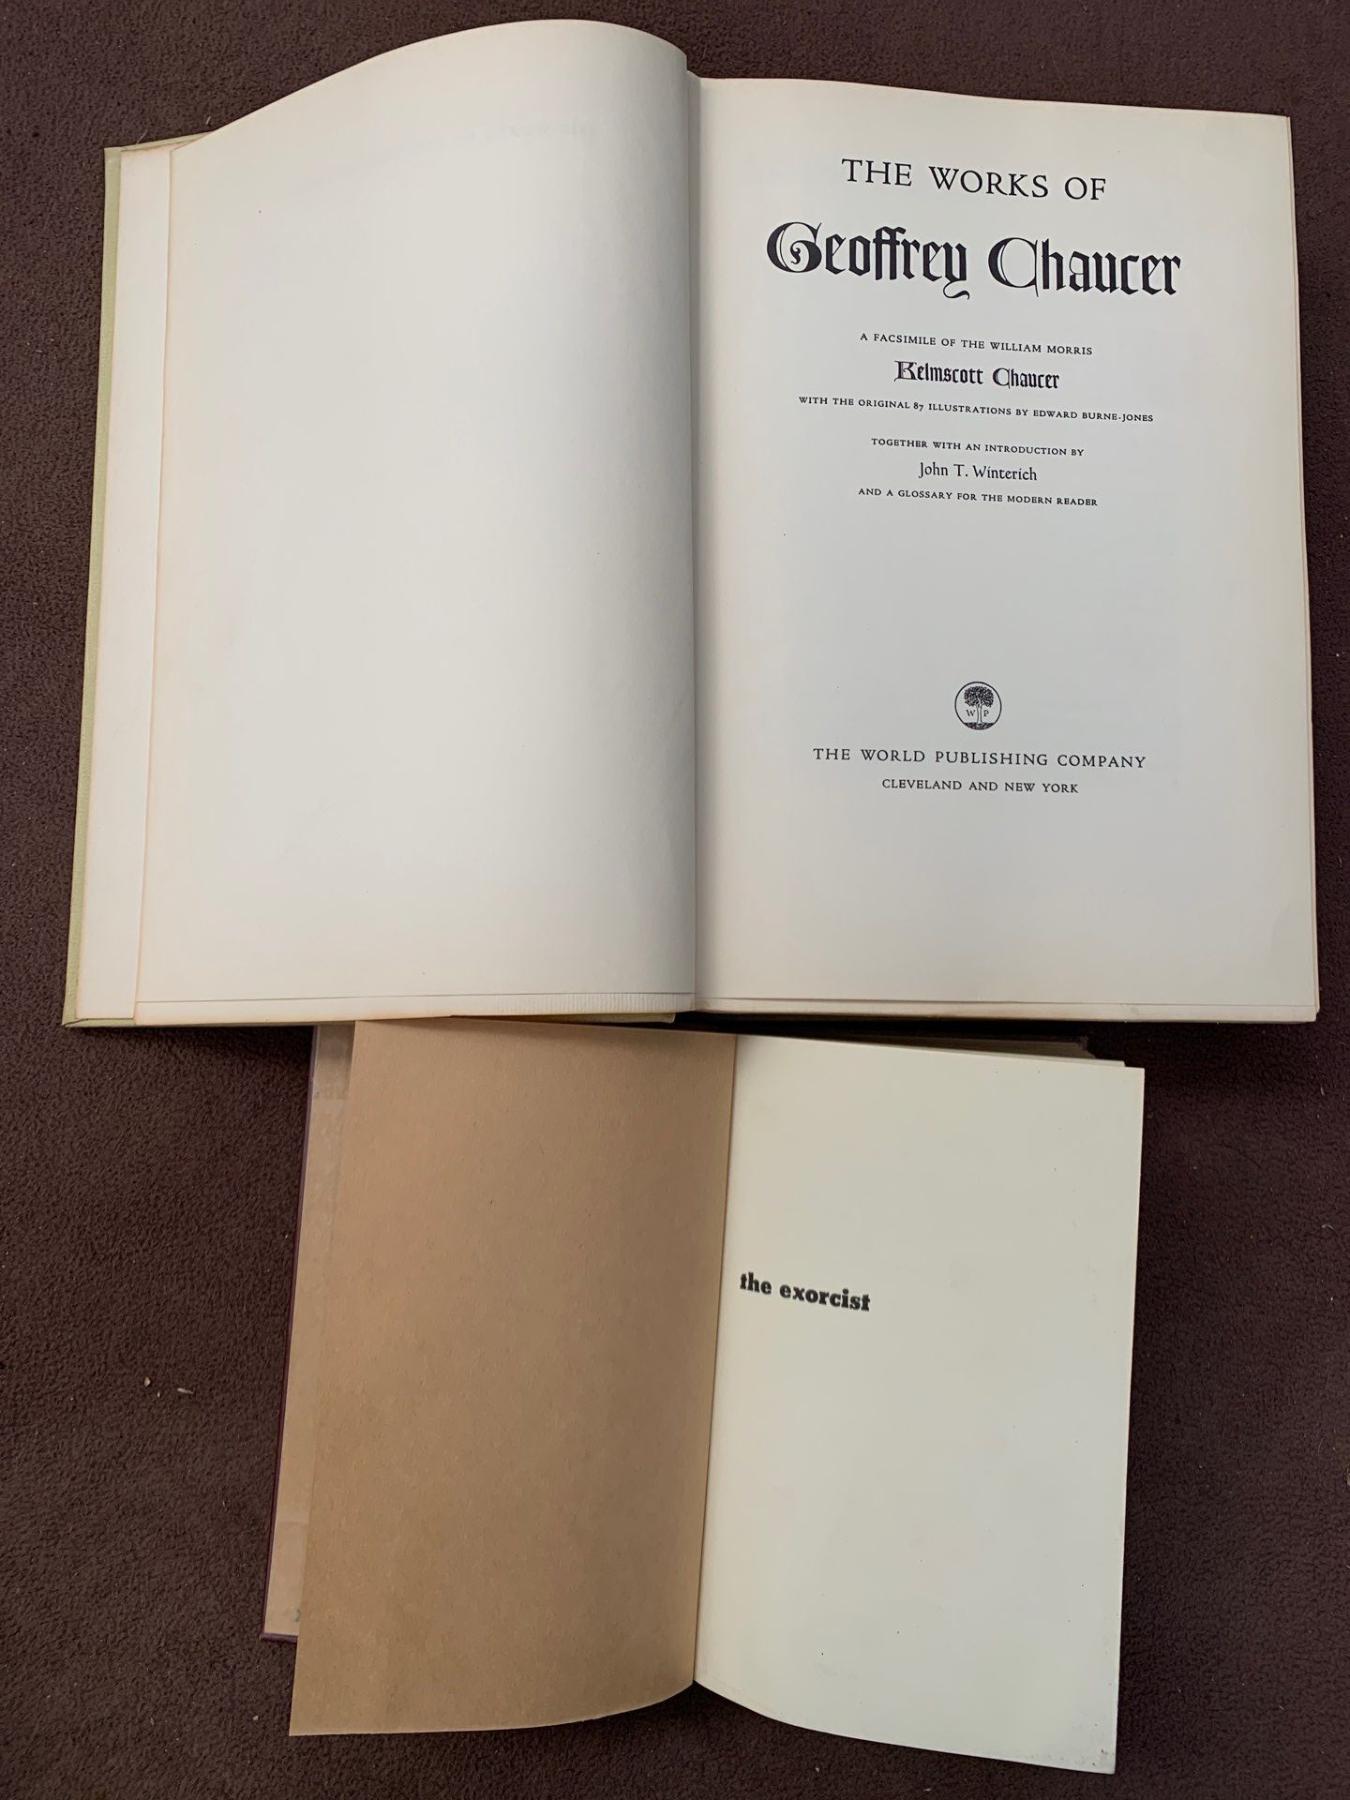 THE WORKS OF
Geoffrey Chaucer
A FACSIMILE OF THE WILLIAM MORRIS
Kelmscott Chaucer
WITH THE ORIGINAL 87 ILLUSTRATIONS BY EDWARD BURNE-JONES
TOGETHER WITH AN INTRODUCTION BY
John T. Winterich
AND A GLOSSARY FOR THE MODERN READER
W P
THE WORLD PUBLISHING COMPANY
CLEVELAND AND NEW YORK
the exorcist